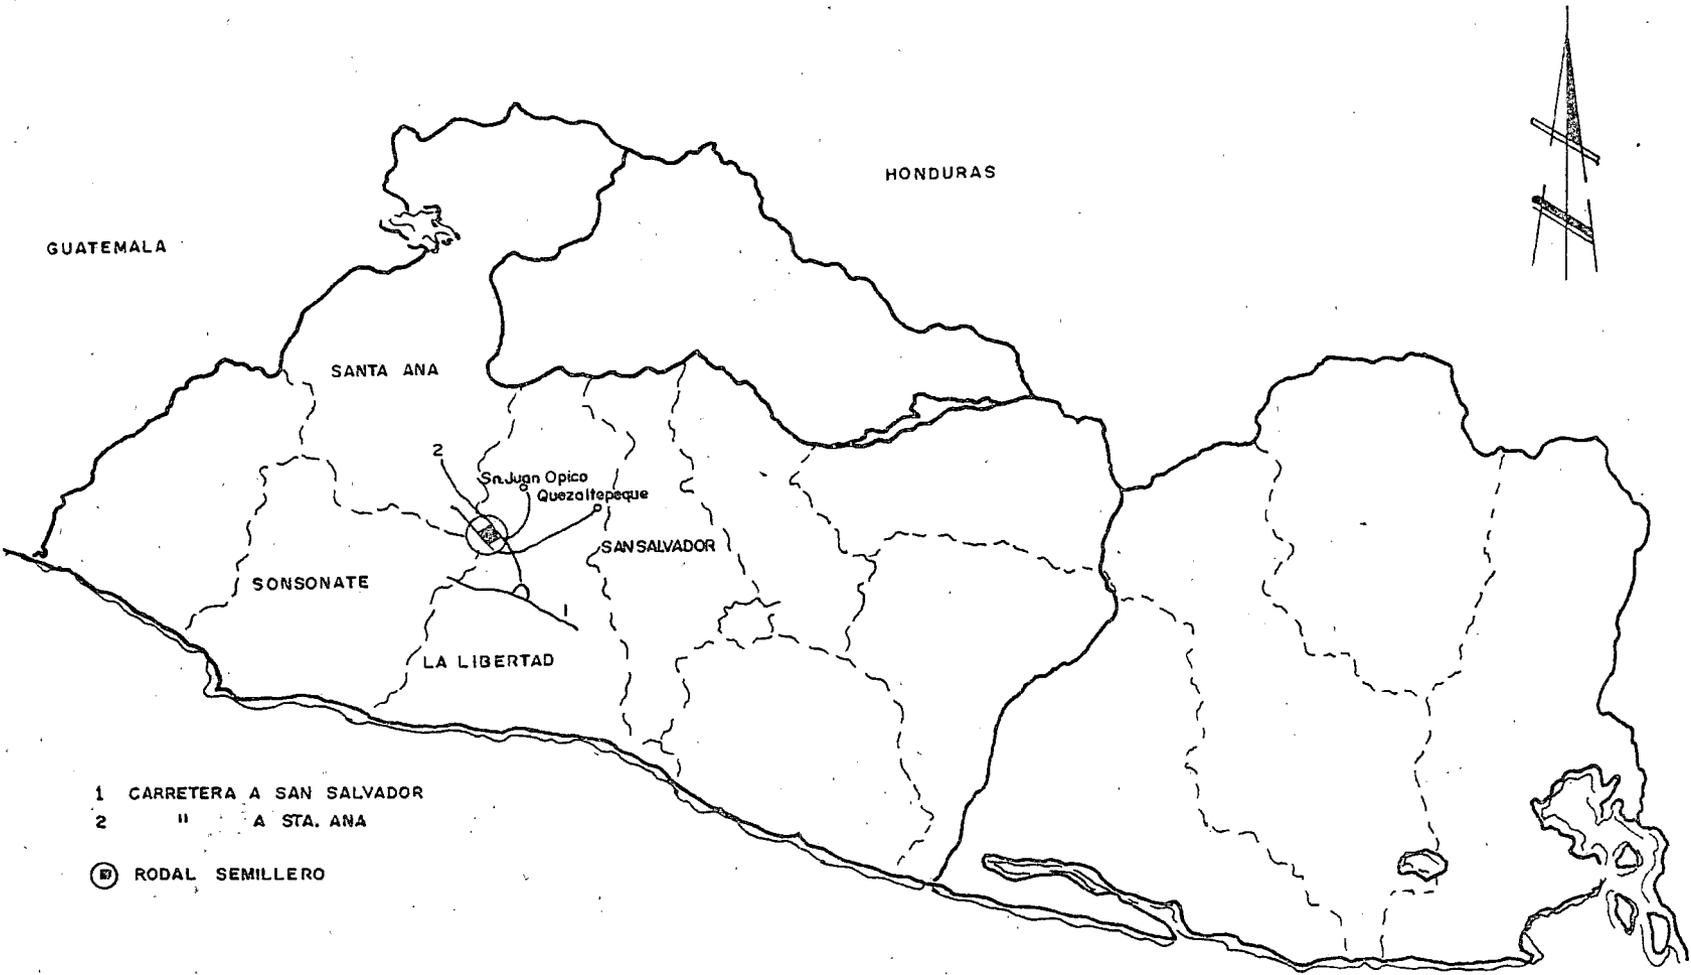 HONDURAS
GUATEMALA
SANTA ANA
2
Sn. Juan Opico
Quezaltepeque
SAN SALVADOR
SONSONATE
1
LA LIBERTAD
1 CARRETERA A SAN SALVADOR
2 " A STA. ANA
RODAL SEMILLERO